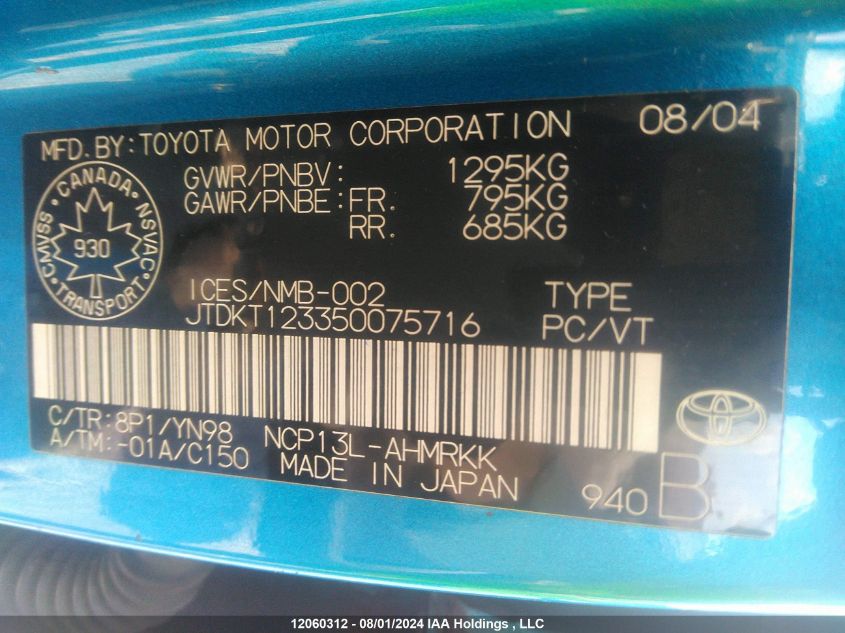 MFD. BY: TOYOTA MOTOR CORPORATION 08/04
GVWR/PNBV: 1295KG
GAWR/PNBE: FR. 795KG
RR. 685KG
CANADA
CMVSS NSVAC
930
TRANSPORT
ICES/NMB-002 TYPE
JTDKT123350075716 PC/VT
C/TR: 8P1/YN98 NCP13L-AHMRKK
A/TM: -01A/C150 MADE IN JAPAN
940 B
12060312 - 08/01/2024 IAA Holdings , LLC